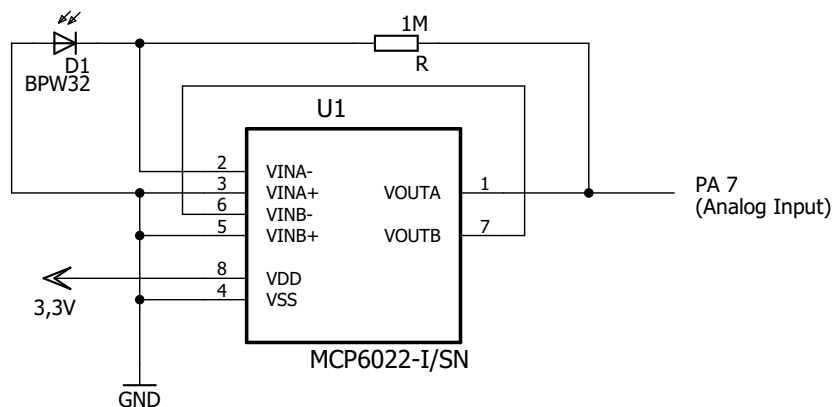 1M
D1
R
BPW32
U1
2
VINA-
3
VINA+
VOUTA
1
PA 7
6
VINB-
(Analog Input)
5
VINB+
VOUTB
7
8
VDD
4
VSS
3,3V
MCP6022-I/SN
GND